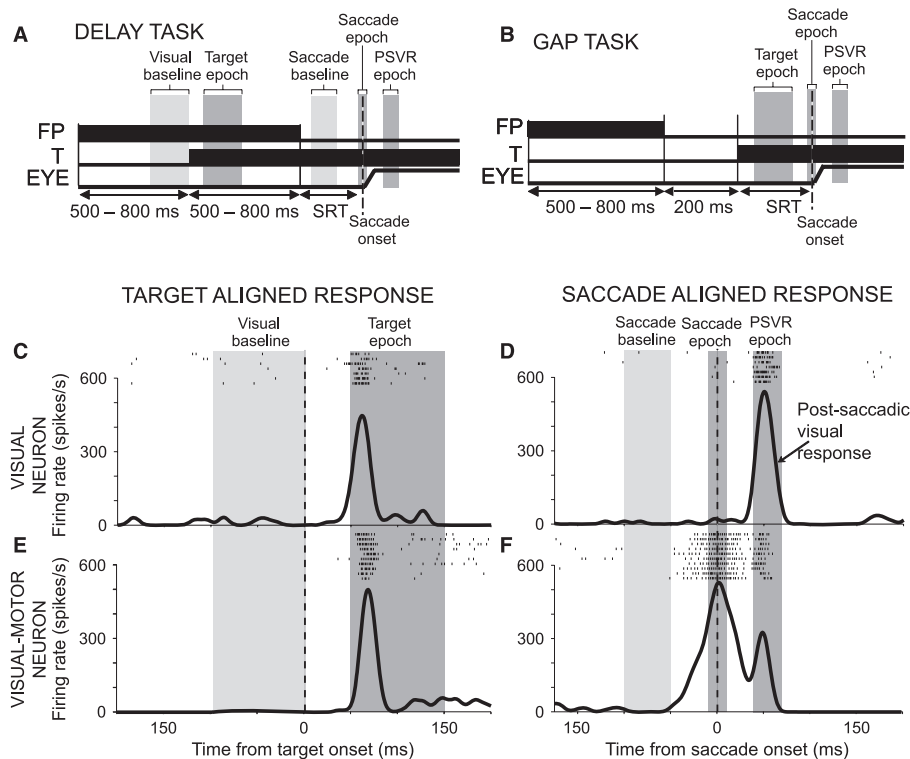 A
DELAY TASK
Saccade
epoch
Visual
baseline
Target
epoch
Saccade
baseline
PSVR
epoch
FP
T
EYE
500 – 800 ms
500 – 800 ms
SRT
Saccade
onset
B
GAP TASK
Saccade
epoch
Target
epoch
PSVR
epoch
FP
T
EYE
500 – 800 ms
200 ms
SRT
Saccade
onset
TARGET ALIGNED RESPONSE
SACCADE ALIGNED RESPONSE
C
Visual
baseline
Target
epoch
VISUAL
NEURON
Firing rate (spikes/s)
600
300
0
D
Saccade baseline
Saccade
epoch
PSVR
epoch
600
300
0
Post-saccadic
visual
response
E
VISUAL-MOTOR
NEURON
Firing rate (spikes/s)
600
300
0
150
0
150
Time from target onset (ms)
F
600
300
0
150
0
150
Time from saccade onset (ms)